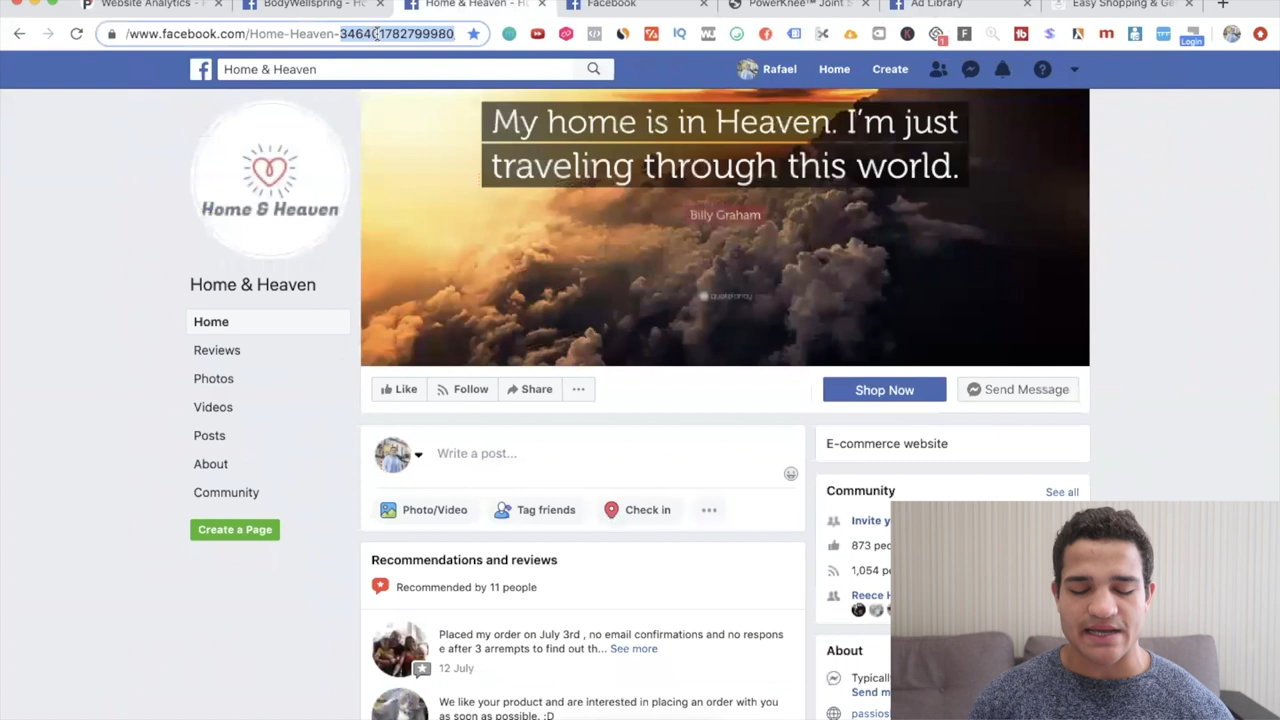 Website Analytics - F
BodyWellspring - Ho
Home & Heaven - H
Facebook
PowerKnee™ Joint S
Ad Library
Easy Shopping & Ge
/www.facebook.com/Home-Heaven-
Login
Home & Heaven
Rafael
Home
Create
My home is in Heaven. I'm just
traveling through this world.
Billy Graham
quotefancy
Home & Heaven
Home & Heaven
Home
Reviews
Photos
Videos
Posts
About
Community
Create a Page
Like
Follow
Share
Shop Now
Send Message
Write a post...
Photo/Video
Tag friends
Check in
E-commerce website
Community
See all
Invite y
873 peo
1,054 pe
Reece H
Recommendations and reviews
Recommended by 11 people
Placed my order on July 3rd , no email confirmations and no respons
e after 3 arrempts to find out th... See more
12 July
We like your product and are interested in placing an order with you
as soon as possible. :D
About
Typically
Send m
passios